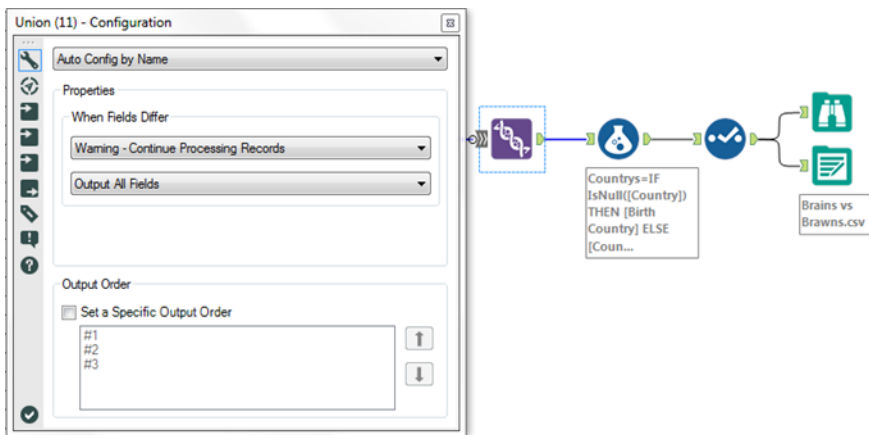 Union (11) - Configuration
Auto Config by Name
Properties
When Fields Differ
Warning - Continue Processing Records
Output All Fields
Output Order
Set a Specific Output Order
#1
#2
#3
Countrys=IF
IsNull([Country])
THEN [Birth
Country] ELSE
[Coun...
Brains vs
Brawns.csv